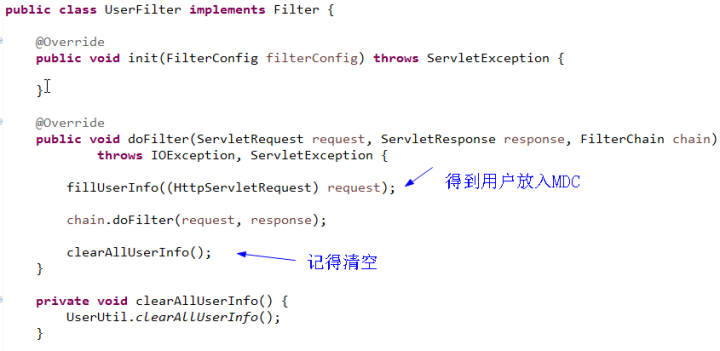 public class UserFilter implements Filter {
@Override
public void init(FilterConfig filterConfig) throws ServletException {
}
@Override
public void doFilter(ServletRequest request, ServletResponse response, FilterChain chain)
throws IOException, ServletException {
fillUserInfo((HttpServletRequest) request);
得到用户放入MDC
chain.doFilter(request, response);
clearAllUserInfo();
记得清空
}
private void clearAllUserInfo() {
UserUtil.clearAllUserInfo();
}